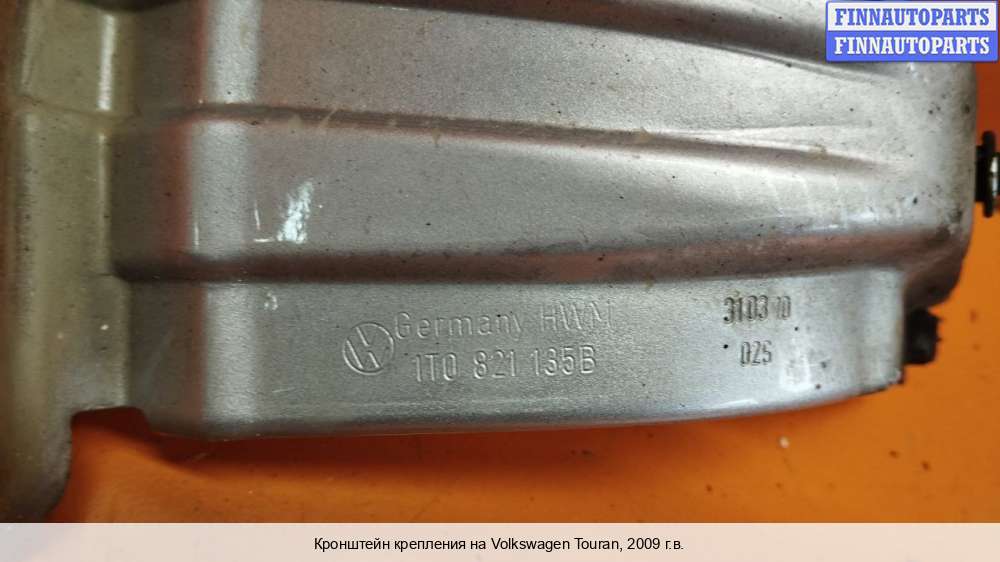 FINNAUTOPARTS
FINNAUTOPARTS
Germany HWM
1T0 821 135B
310310
025
Кронштейн крепления на Volkswagen Touran, 2009 г.в.